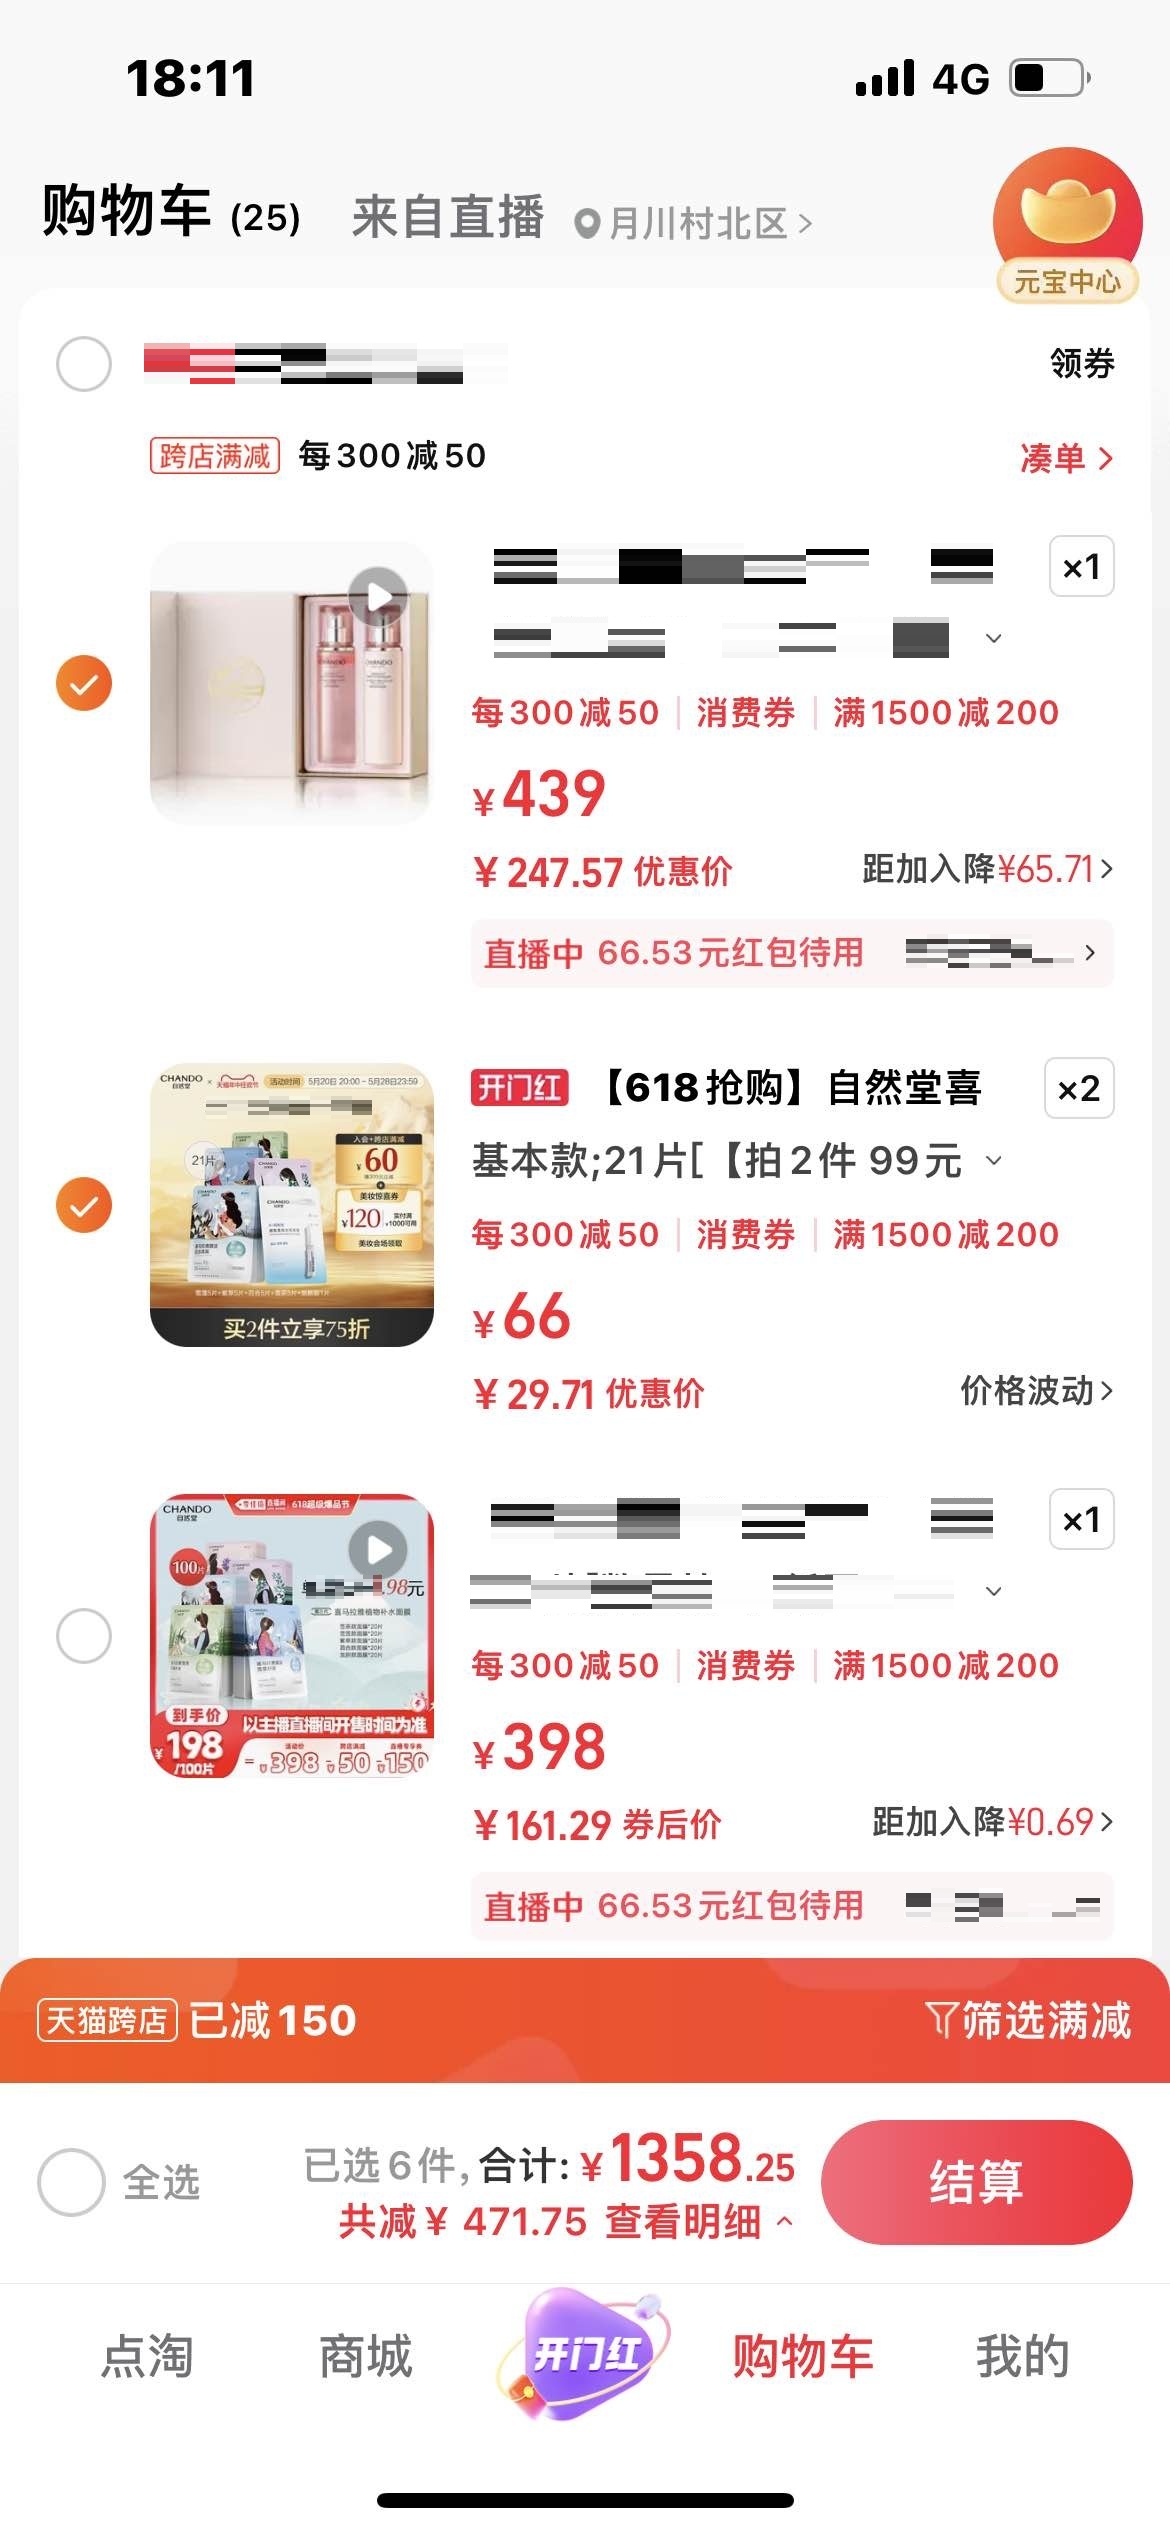 18:11
4G
购物车 (25)
来自直播
月川村北区
元宝中心
领券
跨店满减 每300减50
凑单
×1
每300减50 消费券 满1500减200
¥439
¥247.57 优惠价
距加入降¥65.71
直播中 66.53元红包待用
CHANDO
自然堂
活动时间 5月20日 20:00 - 5月28日23:59
21片
入会+跨店满减
¥60
美妆惊喜券
¥120
美妆会场领取
买2件立享75折
开门红 【618抢购】自然堂喜
×2
基本款;21片[【拍2件 99元
每300减50 消费券 满1500减200
¥66
¥29.71 优惠价
价格波动
CHANDO
自然堂
618超级爆品节
100片
.98元
喜马拉雅植物补水面膜
到手价
¥198
/100片
以主播直播间开售时间为准
活动价
=¥398 -¥50 -150
×1
每300减50 消费券 满1500减200
¥398
¥161.29 券后价
距加入降¥0.69
直播中 66.53元红包待用
天猫跨店 已减150
筛选满减
全选
已选6件, 合计: ¥1358.25
共减¥ 471.75 查看明细
结算
点淘
商城
开门红
购物车
我的